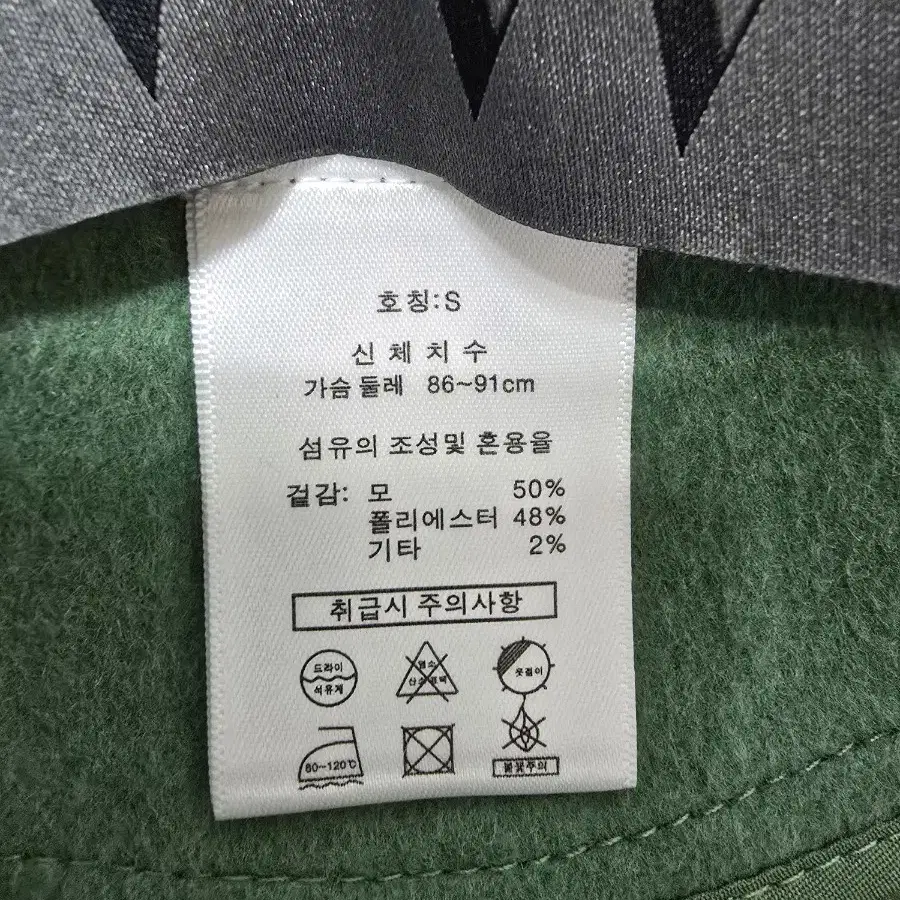 호칭:S
신체치수
가슴둘레 86~91cm
섬유의 조성및 혼용율
겉감: 모 50%
폴리에스터 48%
기타 2%
취급시 주의사항
드라이
석유계
염소
산소표백
옷걸이
80~120℃
불꽃주의